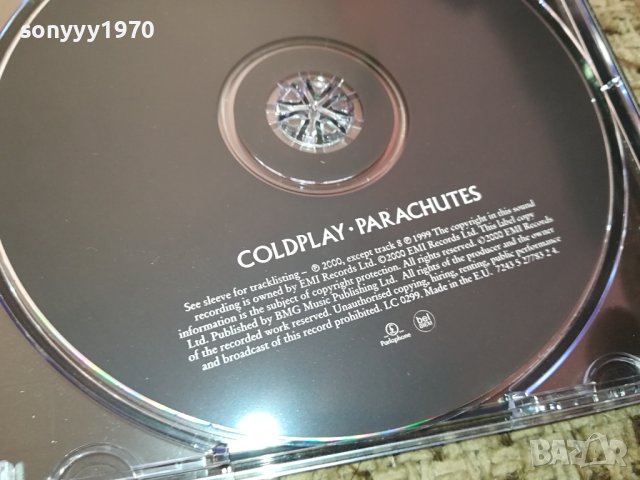 sonyyy1970
COLDPLAY · PARACHUTES
See sleeve for tracklisting – ℗ 2000, except track 8 ℗ 1999 The copyright in this sound
recording is owned by EMI Records Ltd. ©2000 EMI Records Ltd. This label copy
information is the subject of copyright protection. All rights reserved. ©2000 EMI Records
Ltd. Published by BMG Music Publishing Ltd. All rights of the producer and the owner
of the recorded work reserved. Unauthorised copying, hiring, renting, public performance
and broadcast of this record prohibited. LC 0299. Made in the E.U. 7243 5 27783 2 4.
£
Parlophone
bel
BIEM
BAZAR